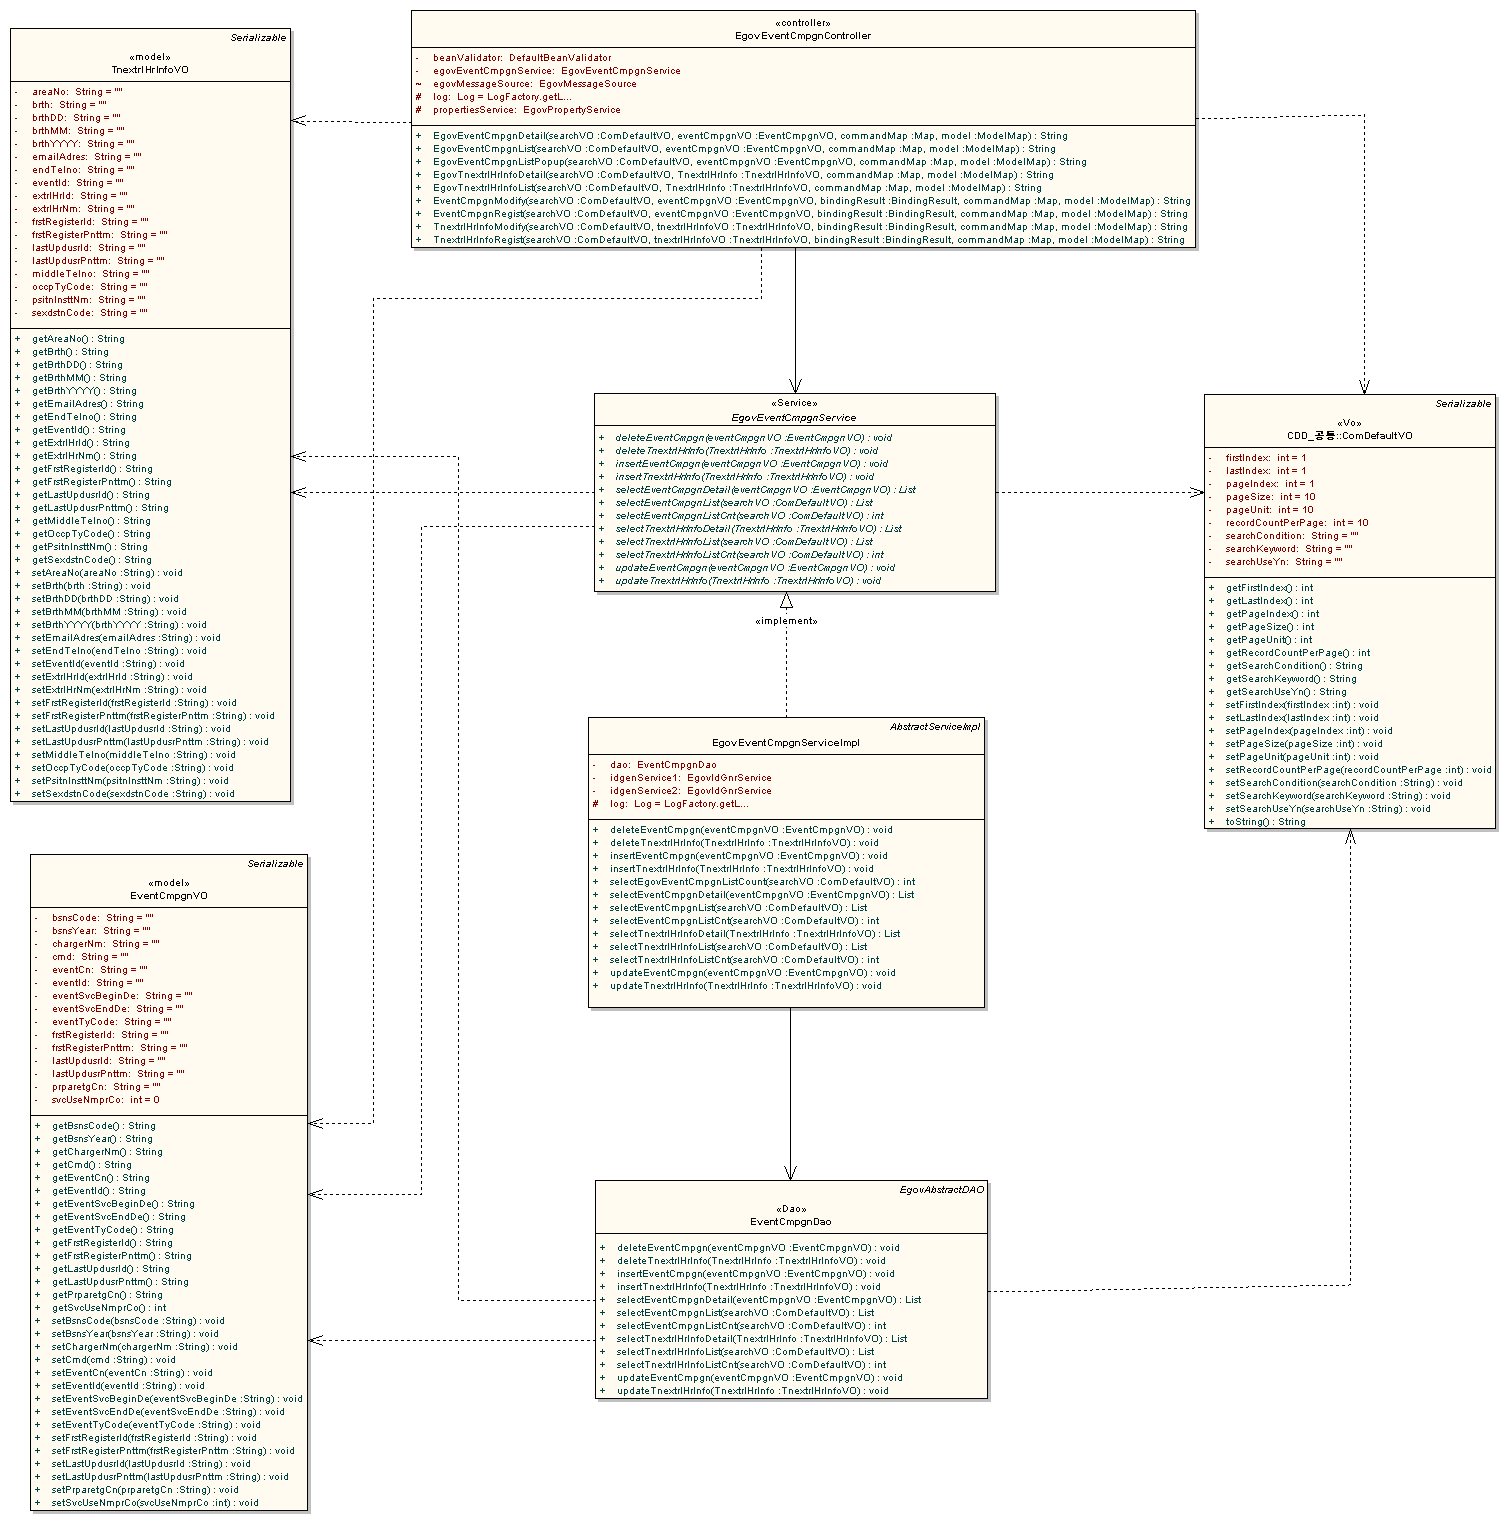 Serializable
«model»
TnextrlHrInfoVO
- areaNo: String = ""
- brth: String = ""
- brthDD: String = ""
- brthMM: String = ""
- brthYYYY: String = ""
- emailAdres: String = ""
- endTelno: String = ""
- eventId: String = ""
- extrlHrId: String = ""
- extrlHrNm: String = ""
- frstRegisterId: String = ""
- frstRegisterPnttm: String = ""
- lastUpdusrId: String = ""
- lastUpdusrPnttm: String = ""
- middleTelno: String = ""
- occpTyCode: String = ""
- psitnInsttNm: String = ""
- sexdstnCode: String = ""
+ getAreaNo() : String
+ getBrth() : String
+ getBrthDD() : String
+ getBrthMM() : String
+ getBrthYYYY() : String
+ getEmailAdres() : String
+ getEndTelno() : String
+ getEventId() : String
+ getExtrlHrId() : String
+ getExtrlHrNm() : String
+ getFrstRegisterId() : String
+ getFrstRegisterPnttm() : String
+ getLastUpdusrId() : String
+ getLastUpdusrPnttm() : String
+ getMiddleTelno() : String
+ getOccpTyCode() : String
+ getPsitnInsttNm() : String
+ getSexdstnCode() : String
+ setAreaNo(areaNo :String) : void
+ setBrth(brth :String) : void
+ setBrthDD(brthDD :String) : void
+ setBrthMM(brthMM :String) : void
+ setBrthYYYY(brthYYYY :String) : void
+ setEmailAdres(emailAdres :String) : void
+ setEndTelno(endTelno :String) : void
+ setEventId(eventId :String) : void
+ setExtrlHrId(extrlHrId :String) : void
+ setExtrlHrNm(extrlHrNm :String) : void
+ setFrstRegisterId(frstRegisterId :String) : void
+ setFrstRegisterPnttm(frstRegisterPnttm :String) : void
+ setLastUpdusrId(lastUpdusrId :String) : void
+ setLastUpdusrPnttm(lastUpdusrPnttm :String) : void
+ setMiddleTelno(middleTelno :String) : void
+ setOccpTyCode(occpTyCode :String) : void
+ setPsitnInsttNm(psitnInsttNm :String) : void
+ setSexdstnCode(sexdstnCode :String) : void
«controller»
EgovEventCmpgnController
- beanValidator: DefaultBeanValidator
- egovEventCmpgnService: EgovEventCmpgnService
~ egovMessageSource: EgovMessageSource
# log: Log = LogFactory.getL...
# propertiesService: EgovPropertyService
+ EgovEventCmpgnDetail(searchVO :ComDefaultVO, eventCmpgnVO :EventCmpgnVO, commandMap :Map, model :ModelMap) : String
+ EgovEventCmpgnList(searchVO :ComDefaultVO, eventCmpgnVO :EventCmpgnVO, commandMap :Map, model :ModelMap) : String
+ EgovEventCmpgnListPopup(searchVO :ComDefaultVO, eventCmpgnVO :EventCmpgnVO, commandMap :Map, model :ModelMap) : String
+ EgovTnextrlHrInfoDetail(searchVO :ComDefaultVO, TnextrlHrInfo :TnextrlHrInfoVO, commandMap :Map, model :ModelMap) : String
+ EgovTnextrlHrInfoList(searchVO :ComDefaultVO, TnextrlHrInfo :TnextrlHrInfoVO, commandMap :Map, model :ModelMap) : String
+ EventCmpgnModify(searchVO :ComDefaultVO, eventCmpgnVO :EventCmpgnVO, bindingResult :BindingResult, commandMap :Map, model :ModelMap) : String
+ EventCmpgnRegist(searchVO :ComDefaultVO, eventCmpgnVO :EventCmpgnVO, bindingResult :BindingResult, commandMap :Map, model :ModelMap) : String
+ TnextrlHrInfoModify(searchVO :ComDefaultVO, tnextrlHrInfoVO :TnextrlHrInfoVO, bindingResult :BindingResult, commandMap :Map, model :ModelMap) : String
+ TnextrlHrInfoRegist(searchVO :ComDefaultVO, tnextrlHrInfoVO :TnextrlHrInfoVO, bindingResult :BindingResult, commandMap :Map, model :ModelMap) : String
«Service»
EgovEventCmpgnService
+ deleteEventCmpgn(eventCmpgnVO :EventCmpgnVO) : void
+ deleteTnextrlHrInfo(TnextrlHrInfo :TnextrlHrInfoVO) : void
+ insertEventCmpgn(eventCmpgnVO :EventCmpgnVO) : void
+ insertTnextrlHrInfo(TnextrlHrInfo :TnextrlHrInfoVO) : void
+ selectEventCmpgnDetail(eventCmpgnVO :EventCmpgnVO) : List
+ selectEventCmpgnList(searchVO :ComDefaultVO) : List
+ selectEventCmpgnListCnt(searchVO :ComDefaultVO) : int
+ selectTnextrlHrInfoDetail(TnextrlHrInfo :TnextrlHrInfoVO) : List
+ selectTnextrlHrInfoList(searchVO :ComDefaultVO) : List
+ selectTnextrlHrInfoListCnt(searchVO :ComDefaultVO) : int
+ updateEventCmpgn(eventCmpgnVO :EventCmpgnVO) : void
+ updateTnextrlHrInfo(TnextrlHrInfo :TnextrlHrInfoVO) : void
Serializable
«Vo»
CDD_공통::ComDefaultVO
- firstIndex: int = 1
- lastIndex: int = 1
- pageIndex: int = 1
- pageSize: int = 10
- pageUnit: int = 10
- recordCountPerPage: int = 10
- searchCondition: String = ""
- searchKeyword: String = ""
- searchUseYn: String = ""
+ getFirstIndex() : int
+ getLastIndex() : int
+ getPageIndex() : int
+ getPageSize() : int
+ getPageUnit() : int
+ getRecordCountPerPage() : int
+ getSearchCondition() : String
+ getSearchKeyword() : String
+ getSearchUseYn() : String
+ setFirstIndex(firstIndex :int) : void
+ setLastIndex(lastIndex :int) : void
+ setPageIndex(pageIndex :int) : void
+ setPageSize(pageSize :int) : void
+ setPageUnit(pageUnit :int) : void
+ setRecordCountPerPage(recordCountPerPage :int) : void
+ setSearchCondition(searchCondition :String) : void
+ setSearchKeyword(searchKeyword :String) : void
+ setSearchUseYn(searchUseYn :String) : void
+ toString() : String
«implement»
AbstractServiceImpl
EgovEventCmpgnServiceImpl
- dao: EventCmpgnDao
- idgenService1: EgovIdGnrService
- idgenService2: EgovIdGnrService
# log: Log = LogFactory.getL...
+ deleteEventCmpgn(eventCmpgnVO :EventCmpgnVO) : void
+ deleteTnextrlHrInfo(TnextrlHrInfo :TnextrlHrInfoVO) : void
+ insertEventCmpgn(eventCmpgnVO :EventCmpgnVO) : void
+ insertTnextrlHrInfo(TnextrlHrInfo :TnextrlHrInfoVO) : void
+ selectEgovEventCmpgnListCount(searchVO :ComDefaultVO) : int
+ selectEventCmpgnDetail(eventCmpgnVO :EventCmpgnVO) : List
+ selectEventCmpgnList(searchVO :ComDefaultVO) : List
+ selectEventCmpgnListCnt(searchVO :ComDefaultVO) : int
+ selectTnextrlHrInfoDetail(TnextrlHrInfo :TnextrlHrInfoVO) : List
+ selectTnextrlHrInfoList(searchVO :ComDefaultVO) : List
+ selectTnextrlHrInfoListCnt(searchVO :ComDefaultVO) : int
+ updateEventCmpgn(eventCmpgnVO :EventCmpgnVO) : void
+ updateTnextrlHrInfo(TnextrlHrInfo :TnextrlHrInfoVO) : void
Serializable
«model»
EventCmpgnVO
- bsnsCode: String = ""
- bsnsYear: String = ""
- chargerNm: String = ""
- cmd: String = ""
- eventCn: String = ""
- eventId: String = ""
- eventSvcBeginDe: String = ""
- eventSvcEndDe: String = ""
- eventTyCode: String = ""
- frstRegisterId: String = ""
- frstRegisterPnttm: String = ""
- lastUpdusrId: String = ""
- lastUpdusrPnttm: String = ""
- prparetgCn: String = ""
- svcUseNmprCo: int = 0
+ getBsnsCode() : String
+ getBsnsYear() : String
+ getChargerNm() : String
+ getCmd() : String
+ getEventCn() : String
+ getEventId() : String
+ getEventSvcBeginDe() : String
+ getEventSvcEndDe() : String
+ getEventTyCode() : String
+ getFrstRegisterId() : String
+ getFrstRegisterPnttm() : String
+ getLastUpdusrId() : String
+ getLastUpdusrPnttm() : String
+ getPrparetgCn() : String
+ getSvcUseNmprCo() : int
+ setBsnsCode(bsnsCode :String) : void
+ setBsnsYear(bsnsYear :String) : void
+ setChargerNm(chargerNm :String) : void
+ setCmd(cmd :String) : void
+ setEventCn(eventCn :String) : void
+ setEventId(eventId :String) : void
+ setEventSvcBeginDe(eventSvcBeginDe :String) : void
+ setEventSvcEndDe(eventSvcEndDe :String) : void
+ setEventTyCode(eventTyCode :String) : void
+ setFrstRegisterId(frstRegisterId :String) : void
+ setFrstRegisterPnttm(frstRegisterPnttm :String) : void
+ setLastUpdusrId(lastUpdusrId :String) : void
+ setLastUpdusrPnttm(lastUpdusrPnttm :String) : void
+ setPrparetgCn(prparetgCn :String) : void
+ setSvcUseNmprCo(svcUseNmprCo :int) : void
EgovAbstractDAO
«Dao»
EventCmpgnDao
+ deleteEventCmpgn(eventCmpgnVO :EventCmpgnVO) : void
+ deleteTnextrlHrInfo(TnextrlHrInfo :TnextrlHrInfoVO) : void
+ insertEventCmpgn(eventCmpgnVO :EventCmpgnVO) : void
+ insertTnextrlHrInfo(TnextrlHrInfo :TnextrlHrInfoVO) : void
+ selectEventCmpgnDetail(eventCmpgnVO :EventCmpgnVO) : List
+ selectEventCmpgnList(searchVO :ComDefaultVO) : List
+ selectEventCmpgnListCnt(searchVO :ComDefaultVO) : int
+ selectTnextrlHrInfoDetail(TnextrlHrInfo :TnextrlHrInfoVO) : List
+ selectTnextrlHrInfoList(searchVO :ComDefaultVO) : List
+ selectTnextrlHrInfoListCnt(searchVO :ComDefaultVO) : int
+ updateEventCmpgn(eventCmpgnVO :EventCmpgnVO) : void
+ updateTnextrlHrInfo(TnextrlHrInfo :TnextrlHrInfoVO) : void